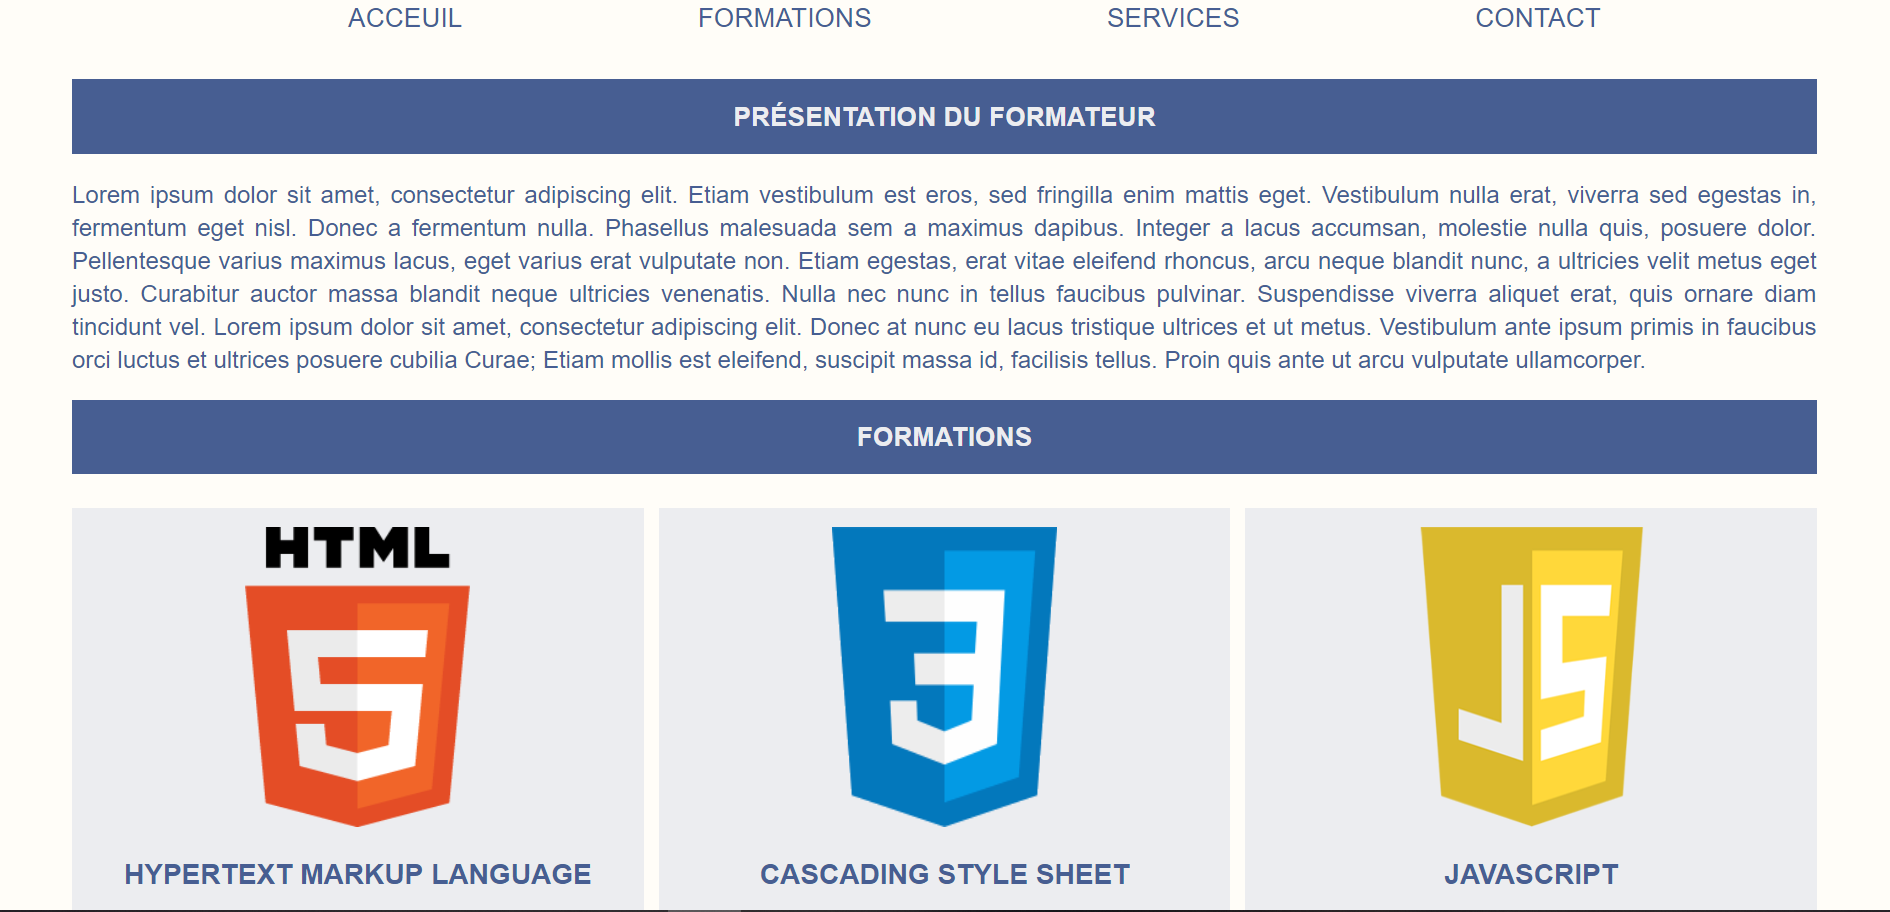 ACCEUIL FORMATIONS SERVICES CONTACT
PRÉSENTATION DU FORMATEUR
Lorem ipsum dolor sit amet, consectetur adipiscing elit. Etiam vestibulum est eros, sed fringilla enim mattis eget. Vestibulum nulla erat, viverra sed egestas in,
fermentum eget nisl. Donec a fermentum nulla. Phasellus malesuada sem a maximus dapibus. Integer a lacus accumsan, molestie nulla quis, posuere dolor.
Pellentesque varius maximus lacus, eget varius erat vulputate non. Etiam egestas, erat vitae eleifend rhoncus, arcu neque blandit nunc, a ultricies velit metus eget
justo. Curabitur auctor massa blandit neque ultricies venenatis. Nulla nec nunc in tellus faucibus pulvinar. Suspendisse viverra aliquet erat, quis ornare diam
tincidunt vel. Lorem ipsum dolor sit amet, consectetur adipiscing elit. Donec at nunc eu lacus tristique ultrices et ut metus. Vestibulum ante ipsum primis in faucibus
orci luctus et ultrices posuere cubilia Curae; Etiam mollis est eleifend, suscipit massa id, facilisis tellus. Proin quis ante ut arcu vulputate ullamcorper.
FORMATIONS
HTML
5
3
JS
HYPERTEXT MARKUP LANGUAGE
CASCADING STYLE SHEET
JAVASCRIPT